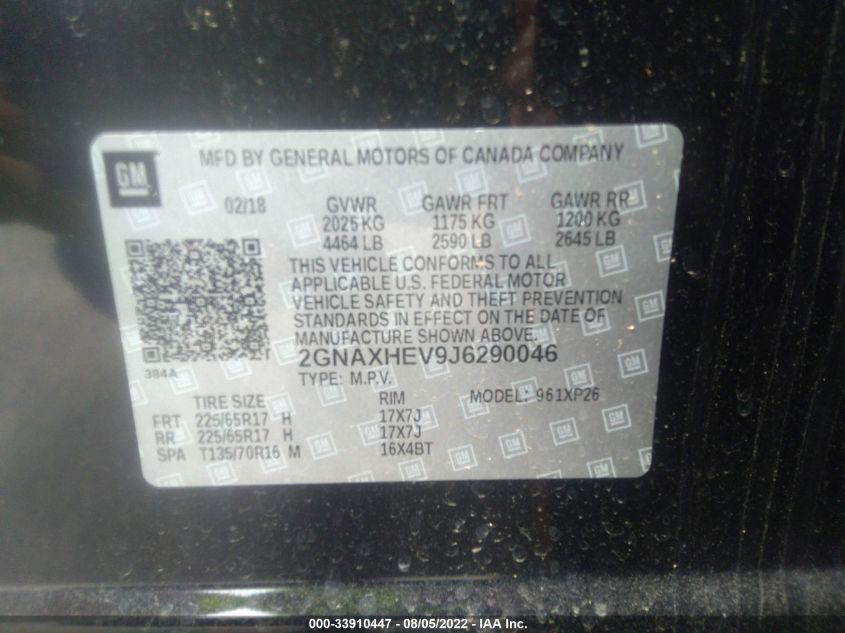 GM
MFD BY GENERAL MOTORS OF CANADA COMPANY
02/18 GVWR GAWR FRT GAWR RR
2025 KG 1175 KG 1200 KG
4464 LB 2590 LB 2645 LB
THIS VEHICLE CONFORMS TO ALL
APPLICABLE U.S. FEDERAL MOTOR
VEHICLE SAFETY AND THEFT PREVENTION
STANDARDS IN EFFECT ON THE DATE OF
MANUFACTURE SHOWN ABOVE.
2GNAXHEV9J6290046
384A
TYPE: M.P.V.
TIRE SIZE RIM MODEL: 961XP26
FRT 225/65R17 H 17X7J
RR 225/65R17 H 17X7J
SPA T135/70R16 M 16X4BT
000-33910447 - 08/05/2022 - IAA Inc.